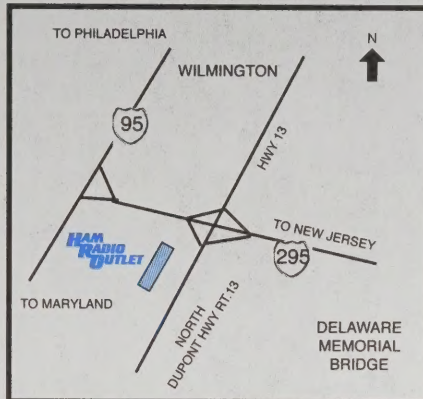 TO PHILADELPHIA
N
WILMINGTON
95
HWY 13
TO NEW JERSEY
295
HAM
RADIO
OUTLET
TO MARYLAND
NORTH
DUPONT HWY RT.13
DELAWARE
MEMORIAL
BRIDGE